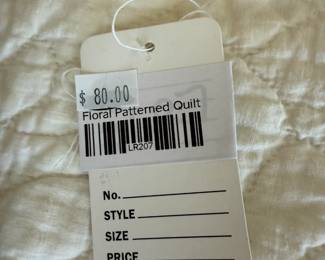 $ 80.00
Floral Patterned Quilt
LR207
No.
STYLE
SIZE
PRICE